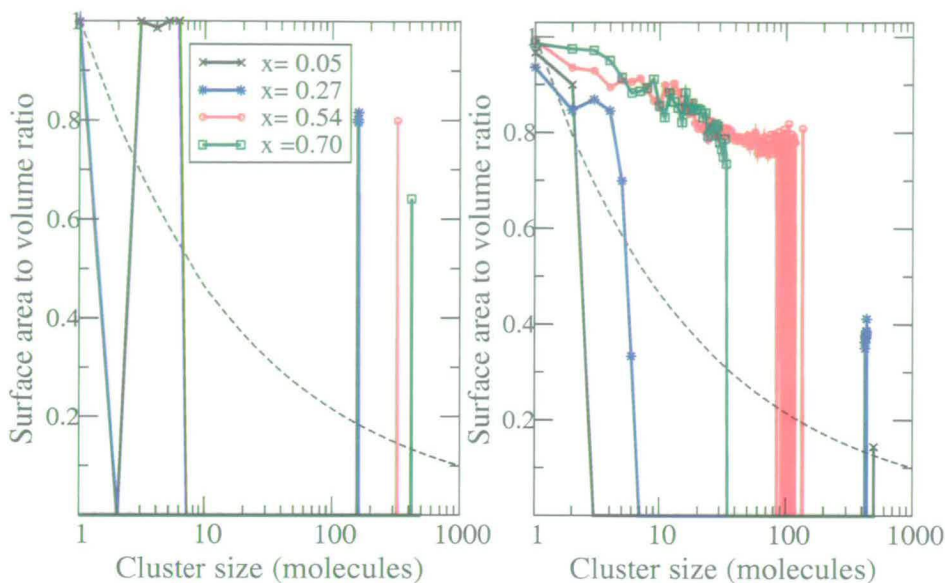 Surface area to volume ratio
1
0.8
0.6
0.4
0.2
x= 0.05
x= 0.27
x= 0.54
x =0.70
1
10
100
1000
Cluster size (molecules)
Surface area to volume ratio
1
0.8
0.6
0.4
0.2
1
10
100
1000
Cluster size (molecules)